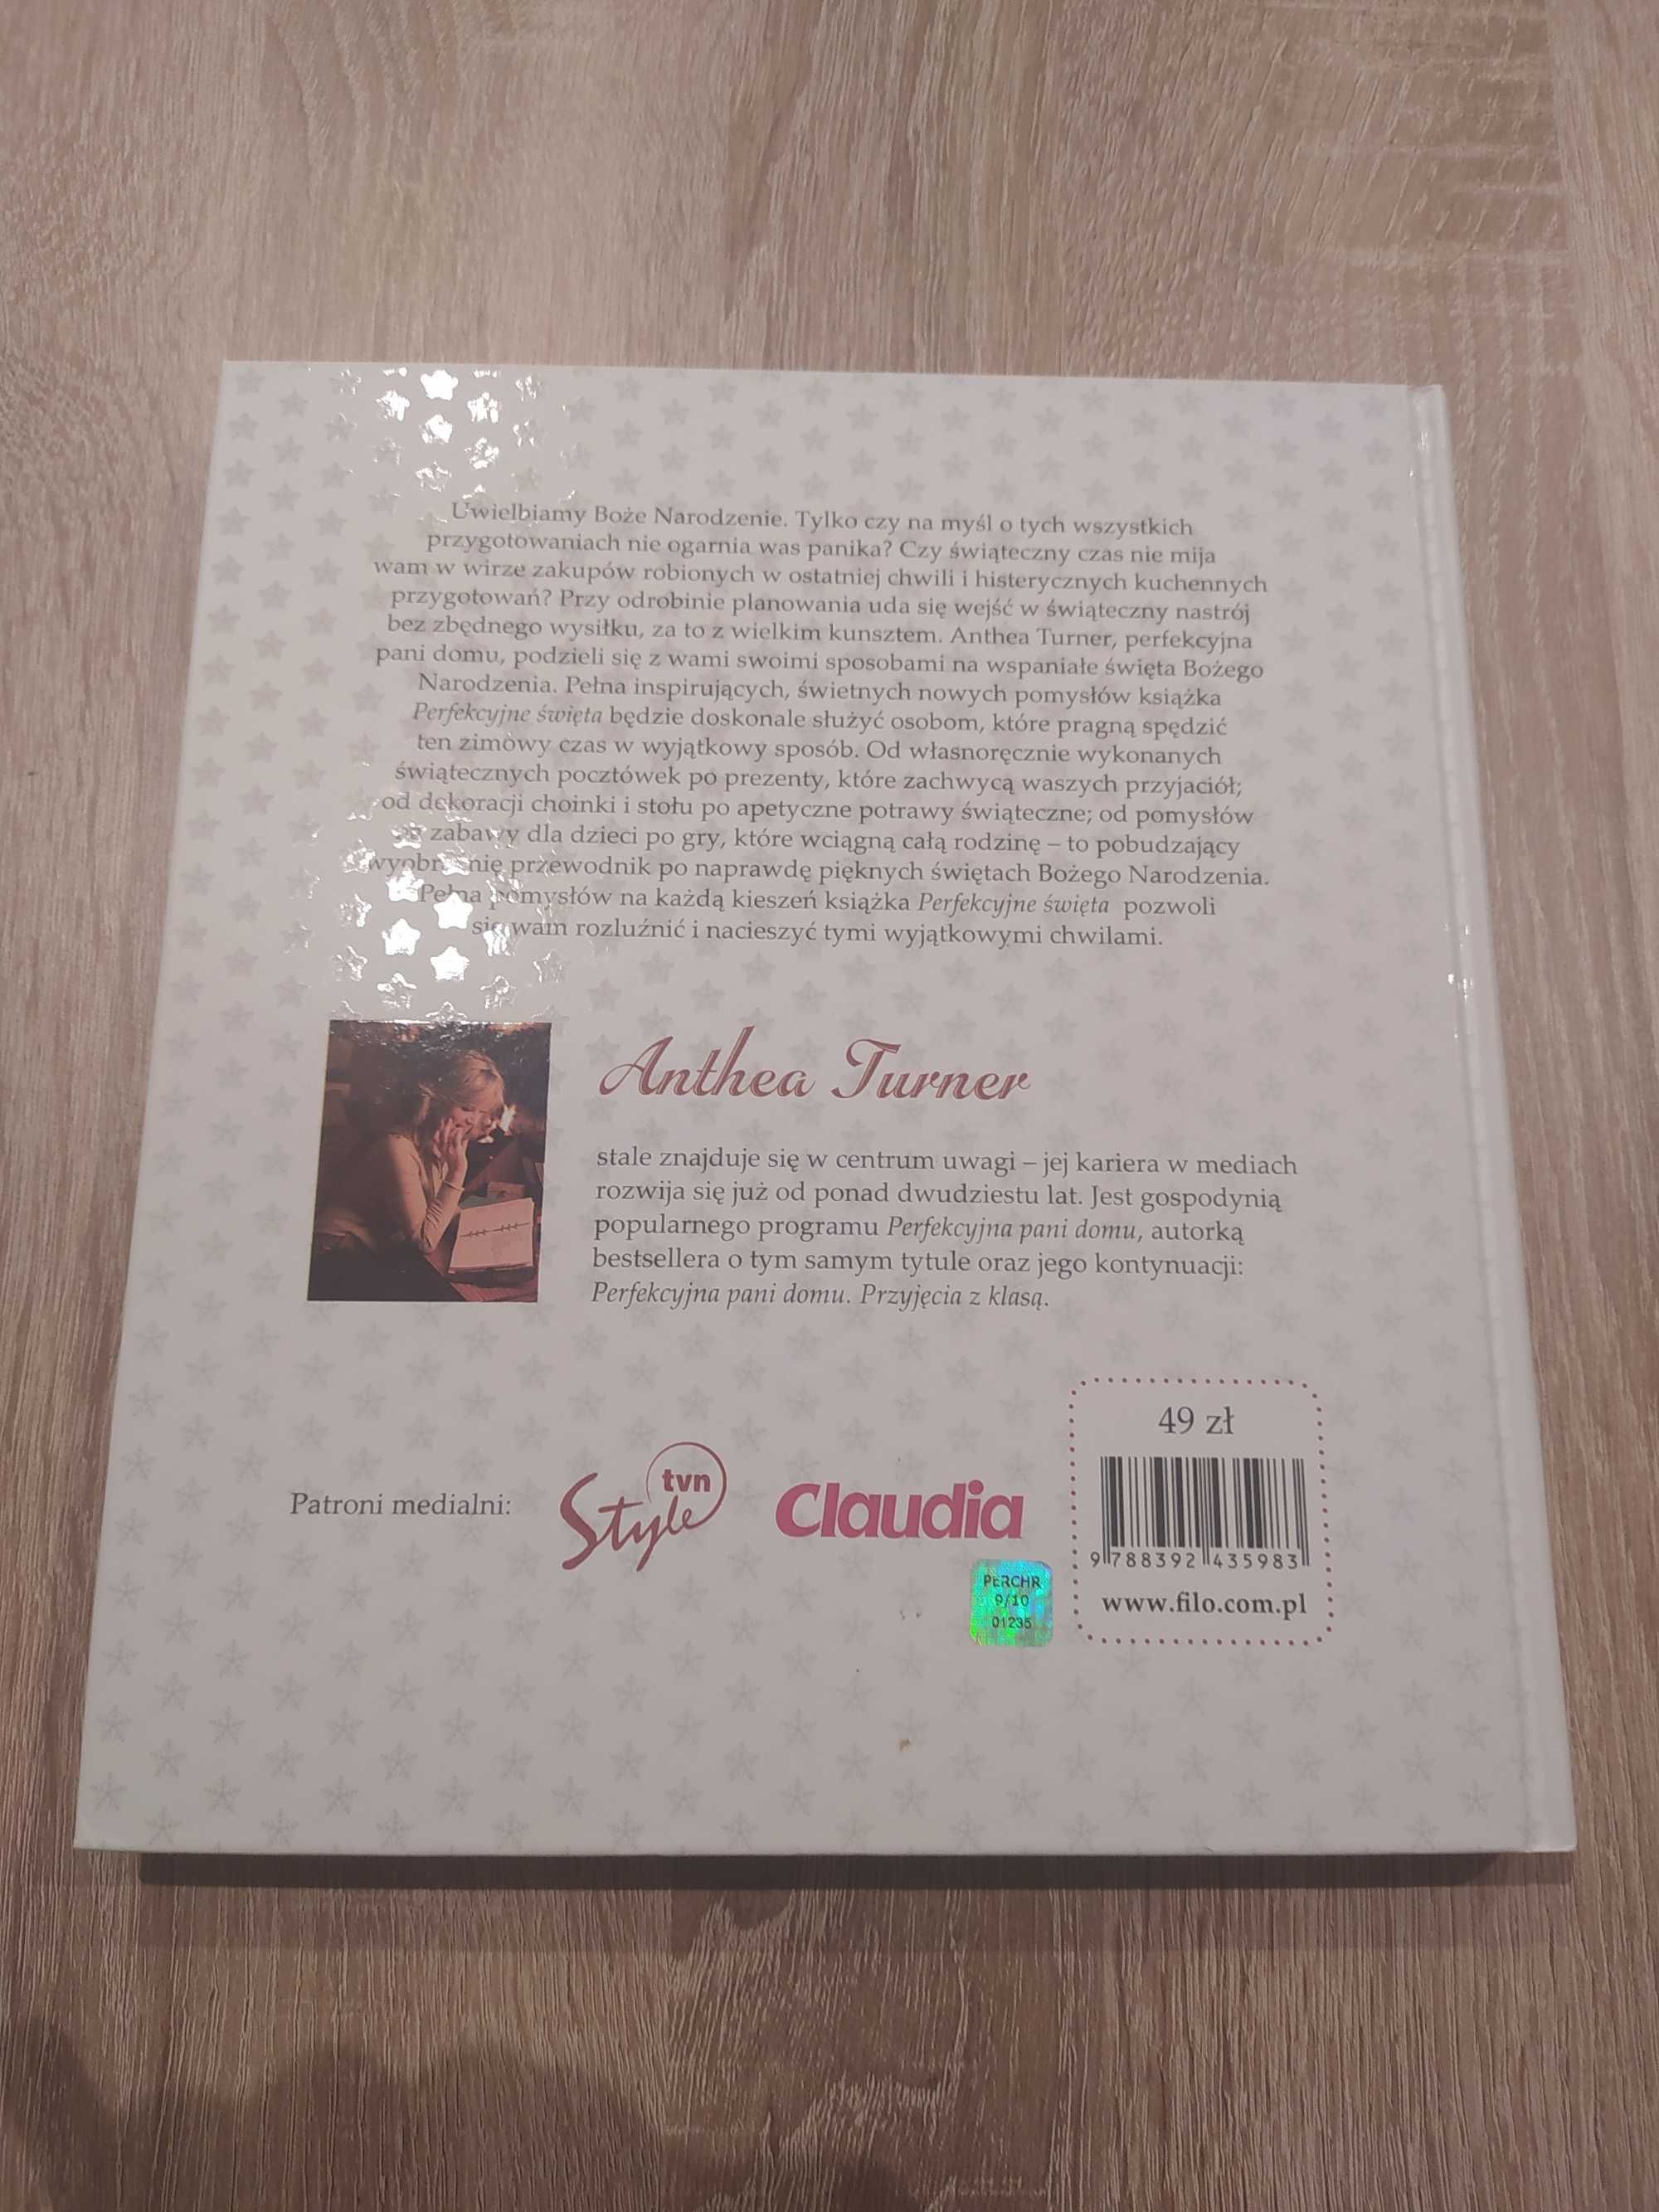 Uwielbiamy Boże Narodzenie. Tylko czy na myśl o tych wszystkich
przygotowaniach nie ogarnia was panika? Czy świąteczny czas nie mija
wam w wirze zakupów robionych w ostatniej chwili i histerycznych kuchennych
przygotowań? Przy odrobinie planowania uda się wejść w świąteczny nastrój
bez zbędnego wysiłku, za to z wielkim kunsztem. Anthea Turner, perfekcyjna
pani domu, podzieli się z wami swoimi sposobami na wspaniałe święta Bożego
Narodzenia. Pełna inspirujących, świetnych nowych pomysłów książka
Perfekcyjne święta będzie doskonale służyć osobom, które pragną spędzić
ten zimowy czas w wyjątkowy sposób. Od własnoręcznie wykonanych
świątecznych pocztówek po prezenty, które zachwycą waszych przyjaciół;
od dekoracji choinki i stołu po apetyczne potrawy świąteczne; od pomysłów
zabawy dla dzieci po gry, które wciągną całą rodzinę – to pobudzający
wyobraźnię przewodnik po naprawdę pięknych świętach Bożego Narodzenia.
Pełna pomysłów na każdą kieszeń książka Perfekcyjne święta pozwoli
się wam rozluźnić i nacieszyć tymi wyjątkowymi chwilami.
Anthea Turner
stale znajduje się w centrum uwagi – jej kariera w mediach
rozwija się już od ponad dwudziestu lat. Jest gospodynią
popularnego programu Perfekcyjna pani domu, autorką
bestsellera o tym samym tytule oraz jego kontynuacji:
Perfekcyjna pani domu. Przyjęcia z klasą.
49 zł
Patroni medialni:
tvn
Style
Claudia
9 788392 435983
PERCHR
9/10
01235
www.filo.com.pl